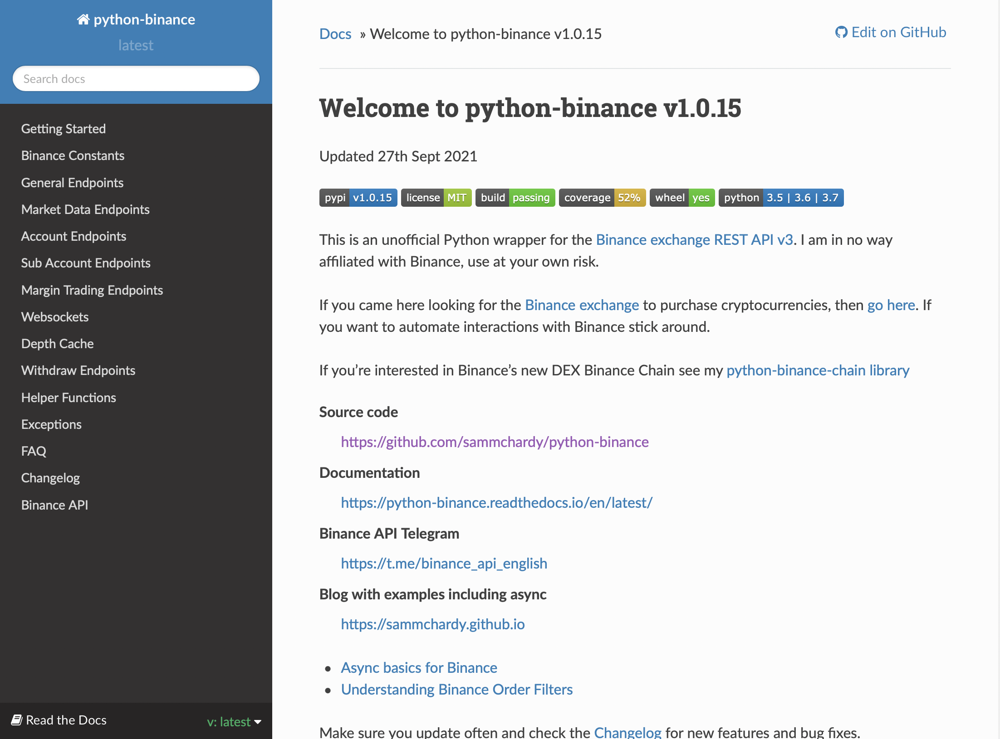 python-binance
latest
Search docs
Getting Started
Binance Constants
General Endpoints
Market Data Endpoints
Account Endpoints
Sub Account Endpoints
Margin Trading Endpoints
Websockets
Depth Cache
Withdraw Endpoints
Helper Functions
Exceptions
FAQ
Changelog
Binance API
Read the Docs
v: latest
Docs » Welcome to python-binance v1.0.15
Edit on GitHub
Welcome to python-binance v1.0.15
Updated 27th Sept 2021
pypi v1.0.15 license MIT build passing coverage 52% wheel yes python 3.5 | 3.6 | 3.7
This is an unofficial Python wrapper for the Binance exchange REST API v3. I am in no way
affiliated with Binance, use at your own risk.
If you came here looking for the Binance exchange to purchase cryptocurrencies, then go here. If
you want to automate interactions with Binance stick around.
If you’re interested in Binance’s new DEX Binance Chain see my python-binance-chain library
Source code
https://github.com/sammchardy/python-binance
Documentation
https://python-binance.readthedocs.io/en/latest/
Binance API Telegram
https://t.me/binance_api_english
Blog with examples including async
https://sammchardy.github.io
• Async basics for Binance
• Understanding Binance Order Filters
Make sure you update often and check the Changelog for new features and bug fixes.